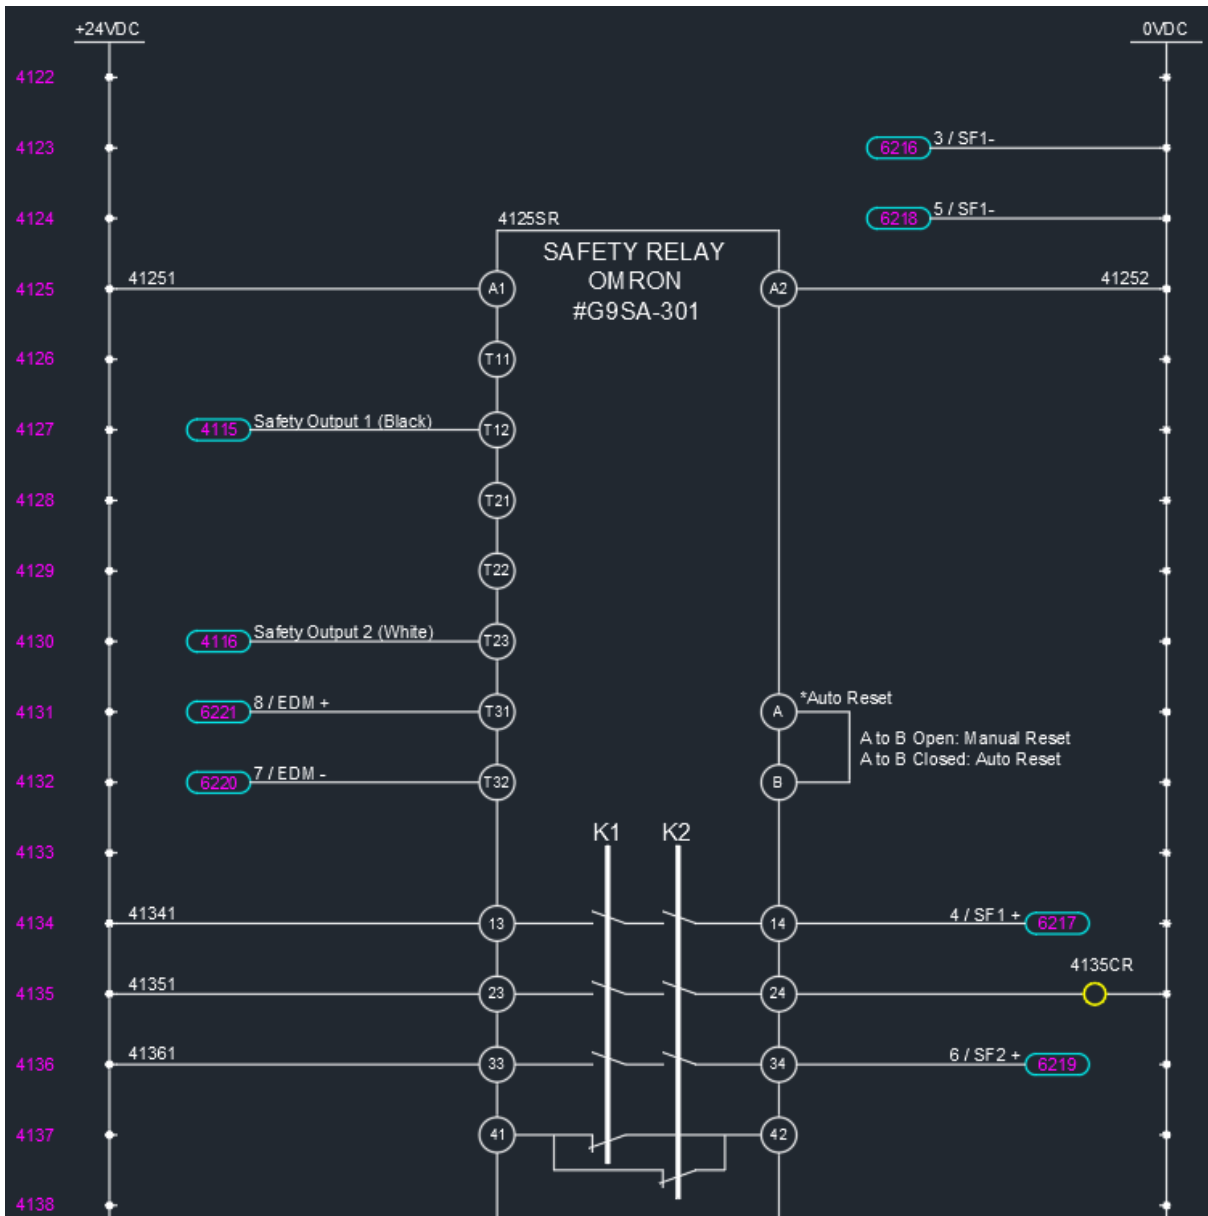 +24VDC 0VDC
4122
4123 6216 3 / SF1-
4124 6218 5 / SF1-
4125SR
SAFETY RELAY
OMRON
#G9SA-301
4125 41251 A1 A2 41252
4126 T11
4127 4115 Safety Output 1 (Black) T12
4128 T21
4129 T22
4130 4116 Safety Output 2 (White) T23
4131 6221 8 / EDM + T31 A *Auto Reset
A to B Open: Manual Reset
A to B Closed: Auto Reset
4132 6220 7 / EDM - T32 B
K1 K2
4133
4134 41341 13 14 4 / SF1 + 6217
4135CR
4135 41351 23 24
4136 41361 33 34 6 / SF2 + 6219
4137 41 42
4138